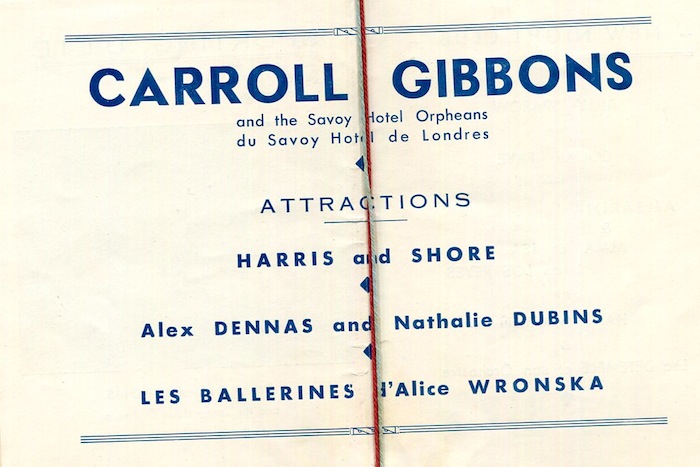 CARROLL GIBBONS
and the Savoy Hotel Orpheans
du Savoy Hotel de Londres
ATTRACTIONS
HARRIS and SHORE
Alex DENNAS and Nathalie DUBINS
LES BALLERINES d'Alice WRONSKA